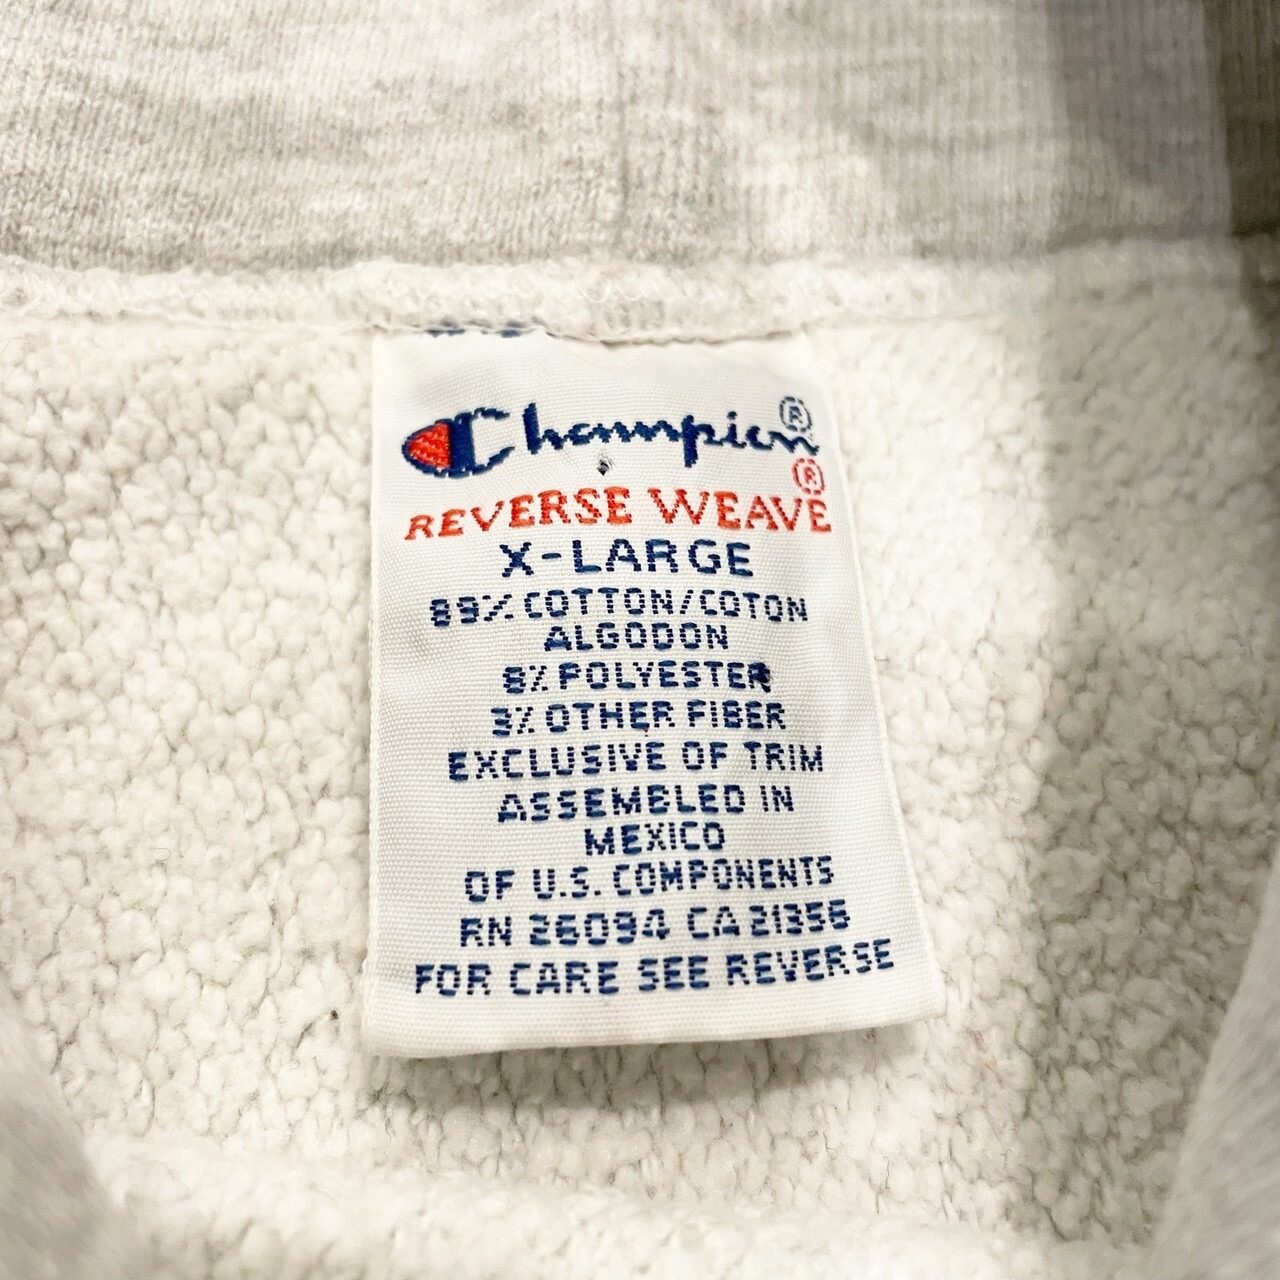 Champion®
REVERSE WEAVE®
X-LARGE
89% COTTON/COTON
ALGODON
8% POLYESTER
3% OTHER FIBER
EXCLUSIVE OF TRIM
ASSEMBLED IN
MEXICO
OF U.S. COMPONENTS
RN 26094 CA 21356
FOR CARE SEE REVERSE